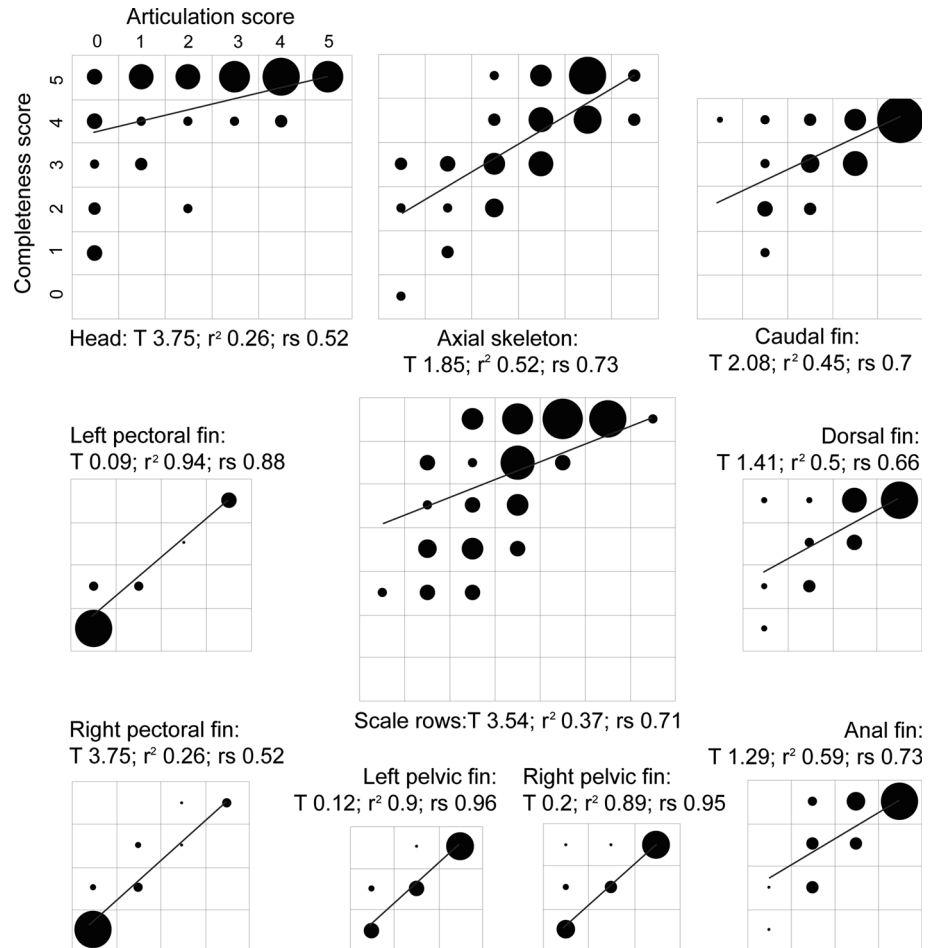 Articulation score
0 1 2 3 4 5
Completeness score
5
4
3
2
1
0
Head: T 3.75; r² 0.26; rs 0.52
Axial skeleton:
T 1.85; r² 0.52; rs 0.73
Caudal fin:
T 2.08; r² 0.45; rs 0.7
Left pectoral fin:
T 0.09; r² 0.94; rs 0.88
Dorsal fin:
T 1.41; r² 0.5; rs 0.66
Scale rows:T 3.54; r² 0.37; rs 0.71
Right pectoral fin:
T 3.75; r² 0.26; rs 0.52
Left pelvic fin:
T 0.12; r² 0.9; rs 0.96
Right pelvic fin:
T 0.2; r² 0.89; rs 0.95
Anal fin:
T 1.29; r² 0.59; rs 0.73